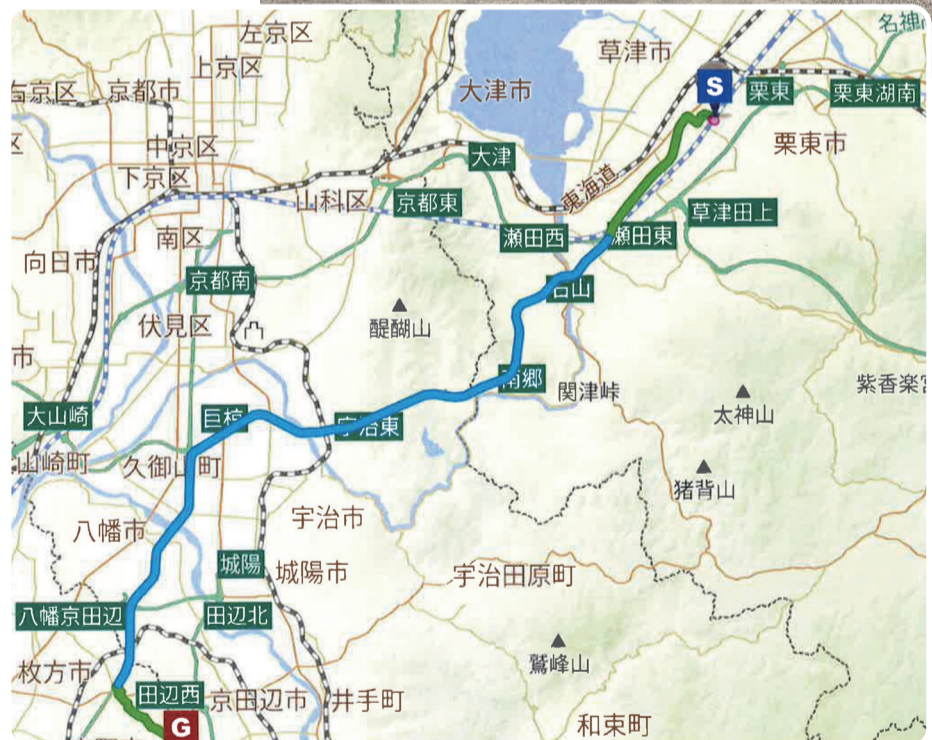 左京区
草津市
名神
上京区
右京区
京都市
大津市
S
栗東
栗東湖南
区
中京区
栗東市
大津
下京区
東海道
山科区
京都東
草津田上
瀬田西
瀬田東
南区
向日市
京都南
石山
伏見区
醍醐山
市
南郷
関津峠
紫香楽宮
太神山
大山崎
巨椋
宇治東
山崎町
久御山町
猪背山
宇治市
八幡市
城陽
城陽市
宇治田原町
八幡京田辺
田辺北
鷲峰山
枚方市
田辺西
京田辺市
井手町
G
和束町